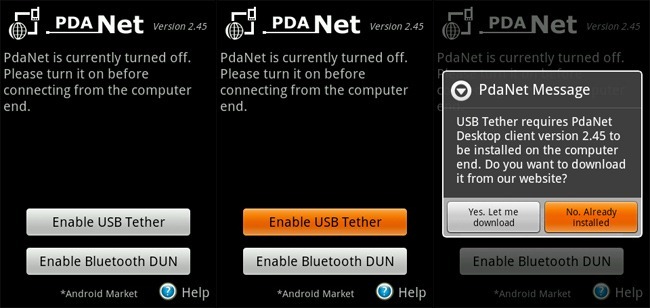 PDA Net Version 2.45
PdaNet is currently turned off.
Please turn it on before
connecting from the computer
end.
Enable USB Tether
Enable Bluetooth DUN
*Android Market Help
PDA Net Version 2.45
PdaNet is currently turned off.
Please turn it on before
connecting from the computer
end.
Enable USB Tether
Enable Bluetooth DUN
*Android Market Help
PDA Net Version 2.45
PdaNet is currently turned off.
PdaNet Message
USB Tether requires PdaNet
Desktop client version 2.45 to
be installed on the computer
end. Do you want to download
it from our website?
Yes. Let me
download
No. Already
installed
Enable Bluetooth DUN
*Android Market Help